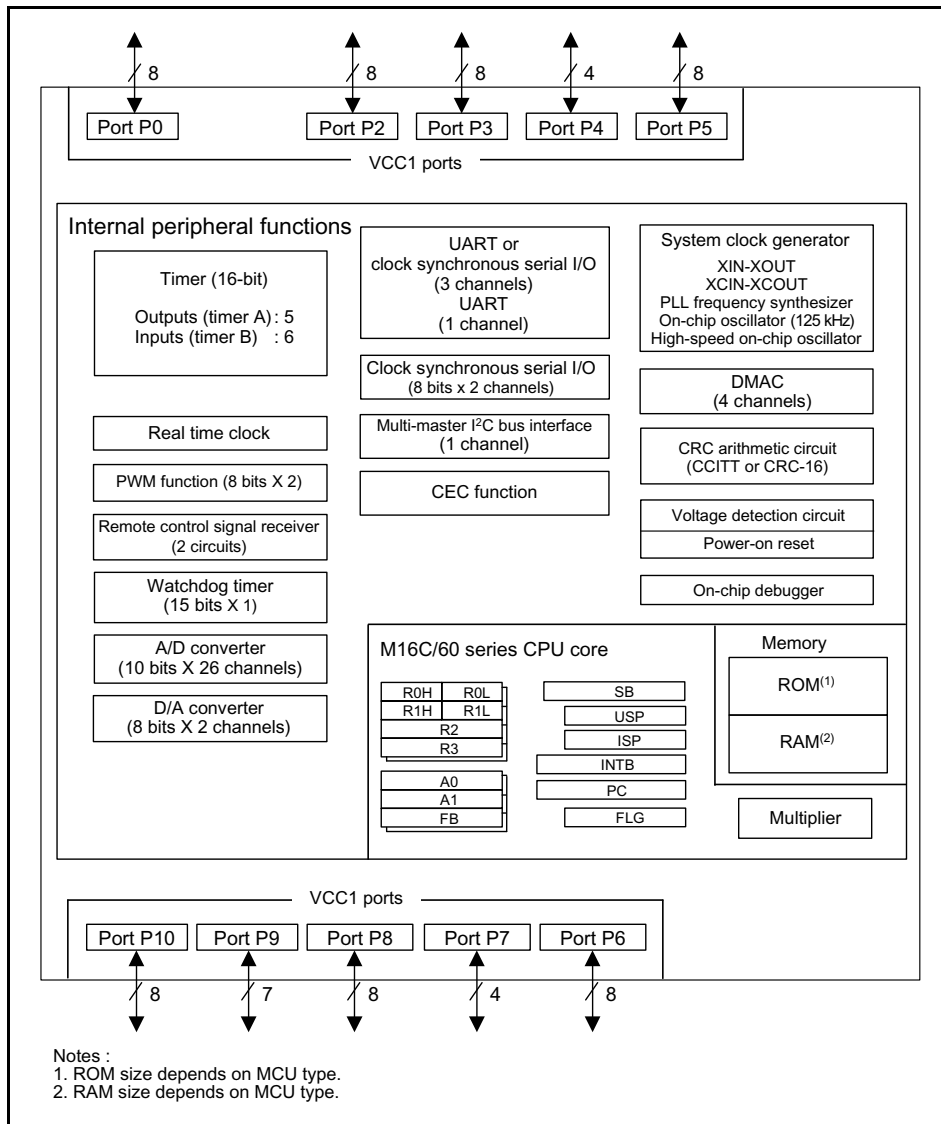 8 8 8 4 8
Port P0 Port P2 Port P3 Port P4 Port P5
VCC1 ports
Internal peripheral functions
Timer (16-bit)
Outputs (timer A) : 5
Inputs (timer B) : 6
Real time clock
PWM function (8 bits X 2)
Remote control signal receiver
(2 circuits)
Watchdog timer
(15 bits X 1)
A/D converter
(10 bits X 26 channels)
D/A converter
(8 bits X 2 channels)
UART or
clock synchronous serial I/O
(3 channels)
UART
(1 channel)
Clock synchronous serial I/O
(8 bits x 2 channels)
Multi-master I²C bus interface
(1 channel)
CEC function
System clock generator
XIN-XOUT
XCIN-XCOUT
PLL frequency synthesizer
On-chip oscillator (125 kHz)
High-speed on-chip oscillator
DMAC
(4 channels)
CRC arithmetic circuit
(CCITT or CRC-16)
Voltage detection circuit
Power-on reset
On-chip debugger
M16C/60 series CPU core
R0H R0L
R1H R1L
R2
R3
A0
A1
FB
SB
USP
ISP
INTB
PC
FLG
Memory
ROM(1)
RAM(2)
Multiplier
VCC1 ports
Port P10 Port P9 Port P8 Port P7 Port P6
8 7 8 4 8
Notes :
1. ROM size depends on MCU type.
2. RAM size depends on MCU type.